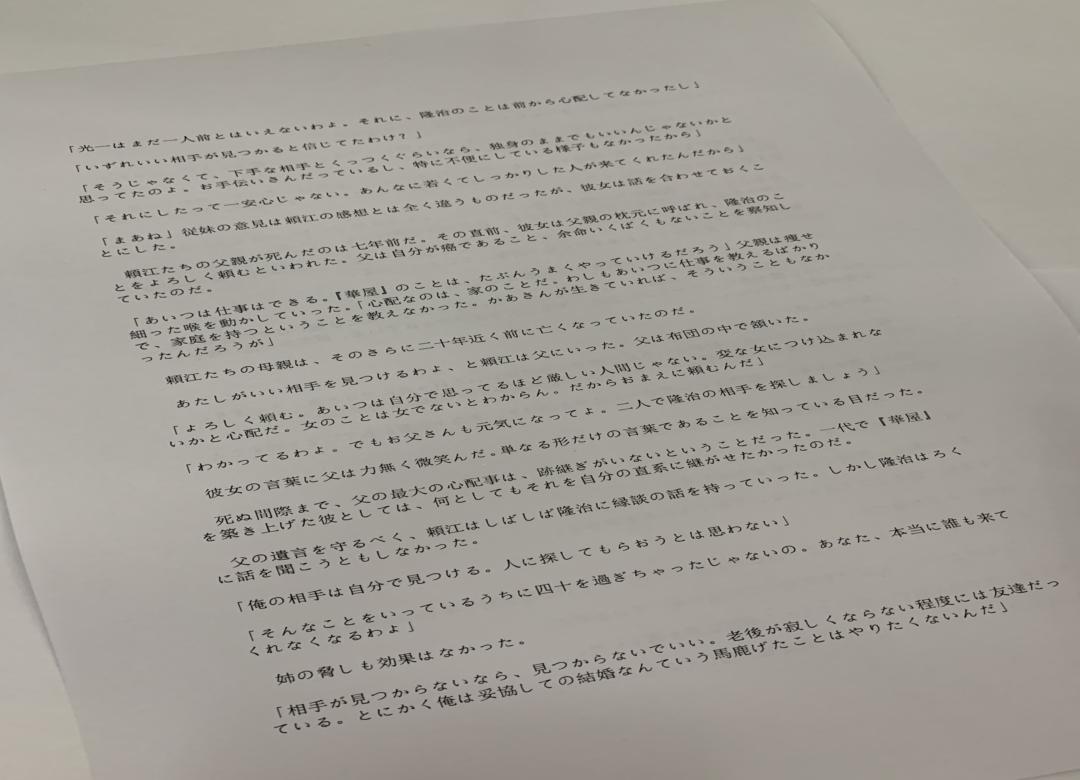 「光一はまだ一人前とはいえないわよ。それに、隆治のことは前から心配してなかったし」
「いずれいい相手が見つかると信じてたわけ？」
「そうじゃなくて、下手な相手とくっつくぐらいなら、独身のままでもいいんじゃないかと
思ってたのよ。お手伝いさんだっているし、特に不便にしている様子もなかったから」
「それにしたって一安心じゃない。あんなに若くてしっかりした人が来てくれたんだから」
「まあね」従妹の意見は頼江の感想とは全く違うものだったが、彼女は話を合わせておくこ
とにした。
頼江たちの父親が死んだのは七年前だ。その直前、彼女は父親の枕元に呼ばれ、隆治のこ
とをよろしく頼むといわれた。父は自分が癌であること、余命いくばくもないことを察知し
ていたのだ。
「あいつは仕事はできる。『華屋』のことは、たぶんうまくやっていけるだろう」父親は痩せ
細った喉を動かしていった。「心配なのは、家のことだ。わしもあいつに仕事を教えるばかり
で、家庭を持つということを教えなかった。かあさんが生きていれば、そういうこともなか
ったんだろうが」
頼江たちの母親は、そのさらに二十年近く前に亡くなっていたのだ。
あたしがいい相手を見つけるわよ、と頼江は父にいった。父は布団の中で頷いた。
「よろしく頼む。あいつは自分で思ってるほど厳しい人間じゃない。変な女につけ込まれな
いかと心配だ。女のことは女でないとわからん。だからおまえに頼むんだ」
「わかってるわよ。でもお父さんも元気になってよ。二人で隆治の相手を探しましょう」
彼女の言葉に父は力無く微笑んだ。単なる形だけの言葉であることを知っている目だった。
死ぬ間際まで、父の最大の心配事は、跡継ぎがいないということだった。一代で『華屋』
を築き上げた彼としては、何としてもそれを自分の直系に継がせたかったのだ。
父の遺言を守るべく、頼江はしばしば隆治に縁談の話を持っていった。しかし隆治はろく
に話を聞こうともしなかった。
「俺の相手は自分で見つける。人に探してもらおうとは思わない」
「そんなことをいっているうちに四十を過ぎちゃったじゃないの。あなた、本当に誰も来て
くれなくなるわよ」
姉の脅しも効果はなかった。
「相手が見つからないなら、見つからないでいい。老後が寂しくならない程度には友達だっ
ている。とにかく俺は妥協しての結婚なんていう馬鹿げたことはやりたくないんだ」